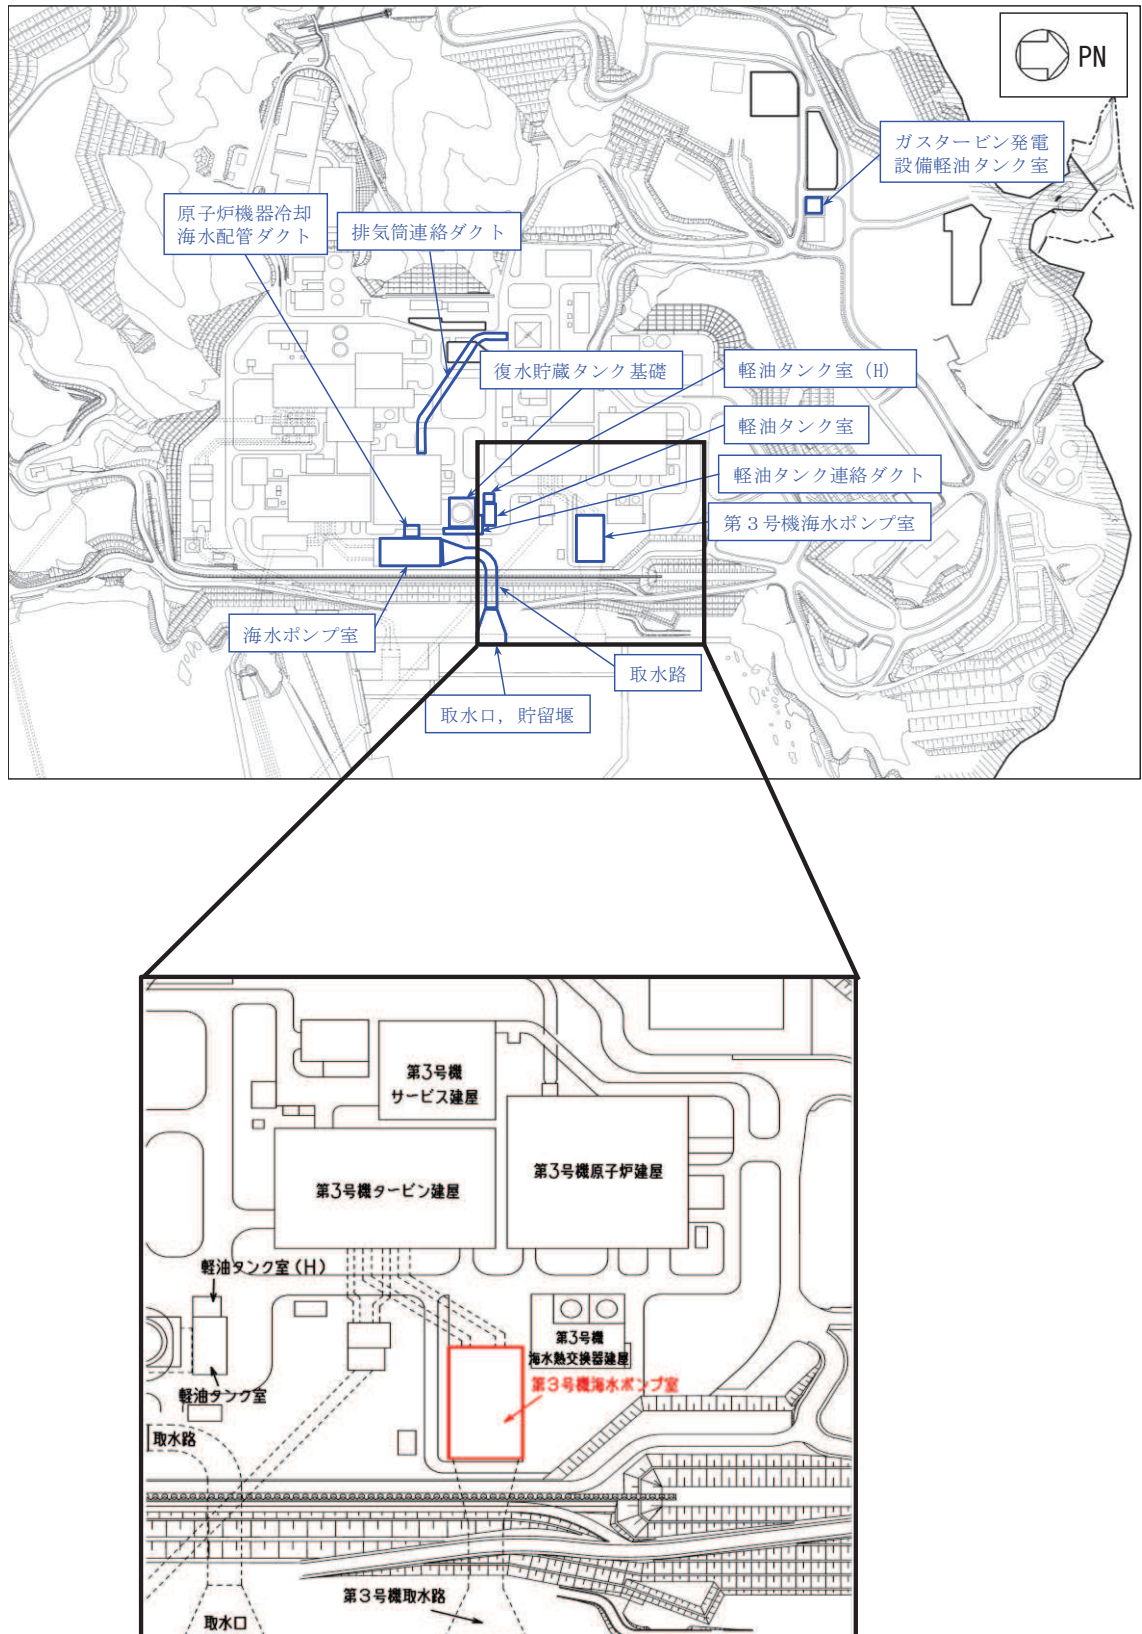 PN
ガスタービン発電
設備軽油タンク室
原子炉機器冷却
海水配管ダクト
排気筒連絡ダクト
復水貯蔵タンク基礎
軽油タンク室（H）
軽油タンク室
軽油タンク連絡ダクト
第３号機海水ポンプ室
海水ポンプ室
取水路
取水口，貯留堰
第3号機
サービス建屋
第3号機原子炉建屋
第3号機タービン建屋
軽油タンク室（H）
第3号機
海水熱交換器建屋
第３号機海水ポンプ室
軽油タンク室
取水路
第３号機取水路
取水口